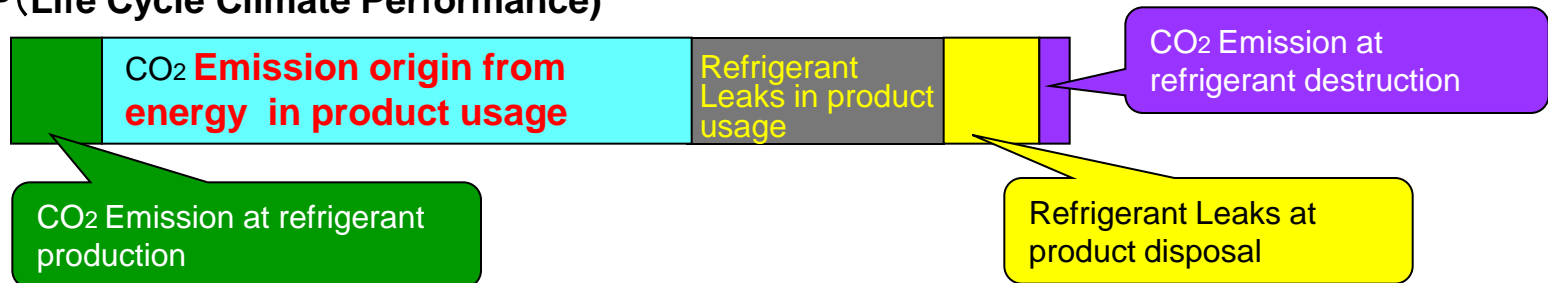 (Life Cycle Climate Performance)
CO2 Emission origin from
energy in product usage
Refrigerant
Leaks in product
usage
CO2 Emission at
refrigerant destruction
CO2 Emission at refrigerant
production
Refrigerant Leaks at
product disposal